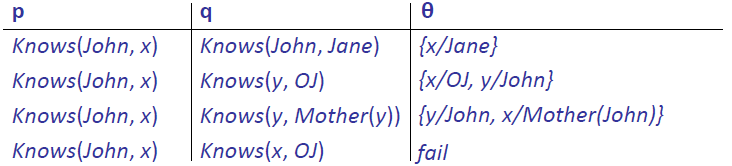 p q θ
Knows(John, x) Knows(John, Jane) {x/Jane}
Knows(John, x) Knows(y, OJ) {x/OJ, y/John}
Knows(John, x) Knows(y, Mother(y)) {y/John, x/Mother(John)}
Knows(John, x) Knows(x, OJ) fail